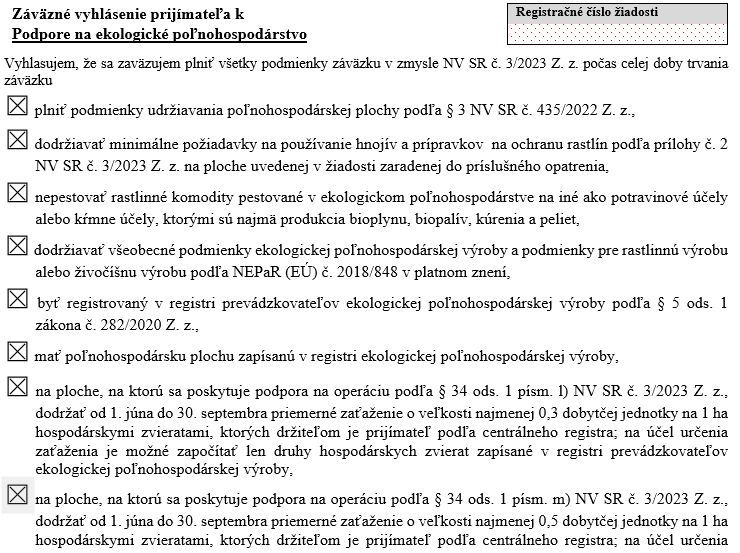 Záväzné vyhlásenie prijímateľa k
Podpore na ekologické poľnohospodárstvo
Registračné číslo žiadosti
Vyhlasujem, že sa zaväzujem plniť všetky podmienky záväzku v zmysle NV SR č. 3/2023 Z. z. počas celej doby trvania
záväzku
☒ plniť podmienky udržiavania poľnohospodárskej plochy podľa § 3 NV SR č. 435/2022 Z. z.,
☒ dodržiavať minimálne požiadavky na používanie hnojív a prípravkov na ochranu rastlín podľa prílohy č. 2
NV SR č. 3/2023 Z. z. na ploche uvedenej v žiadosti zaradenej do príslušného opatrenia,
☒ nepestovať rastlinné komodity pestované v ekologickom poľnohospodárstve na iné ako potravinové účely
alebo kŕmne účely, ktorými sú najmä produkcia bioplynu, biopalív, kúrenia a peliet,
☒ dodržiavať všeobecné podmienky ekologickej poľnohospodárskej výroby a podmienky pre rastlinnú výrobu
alebo živočíšnu výrobu podľa NEPaR (EÚ) č. 2018/848 v platnom znení,
☒ byť registrovaný v registri prevádzkovateľov ekologickej poľnohospodárskej výroby podľa § 5 ods. 1
zákona č. 282/2020 Z. z.,
☒ mať poľnohospodársku plochu zapísanú v registri ekologickej poľnohospodárskej výroby,
☒ na ploche, na ktorú sa poskytuje podpora na operáciu podľa § 34 ods. 1 písm. l) NV SR č. 3/2023 Z. z.,
dodržať od 1. júna do 30. septembra priemerné zaťaženie o veľkosti najmenej 0,3 dobytčej jednotky na 1 ha
hospodárskymi zvieratami, ktorých držiteľom je prijímateľ podľa centrálneho registra; na účel určenia
zaťaženia je možné započítať len druhy hospodárskych zvierat zapísané v registri prevádzkovateľov
ekologickej poľnohospodárskej výroby,
☒ na ploche, na ktorú sa poskytuje podpora na operáciu podľa § 34 ods. 1 písm. m) NV SR č. 3/2023 Z. z.,
dodržať od 1. júna do 30. septembra priemerné zaťaženie o veľkosti najmenej 0,5 dobytčej jednotky na 1 ha
hospodárskymi zvieratami, ktorých držiteľom je prijímateľ podľa centrálneho registra; na účel určenia